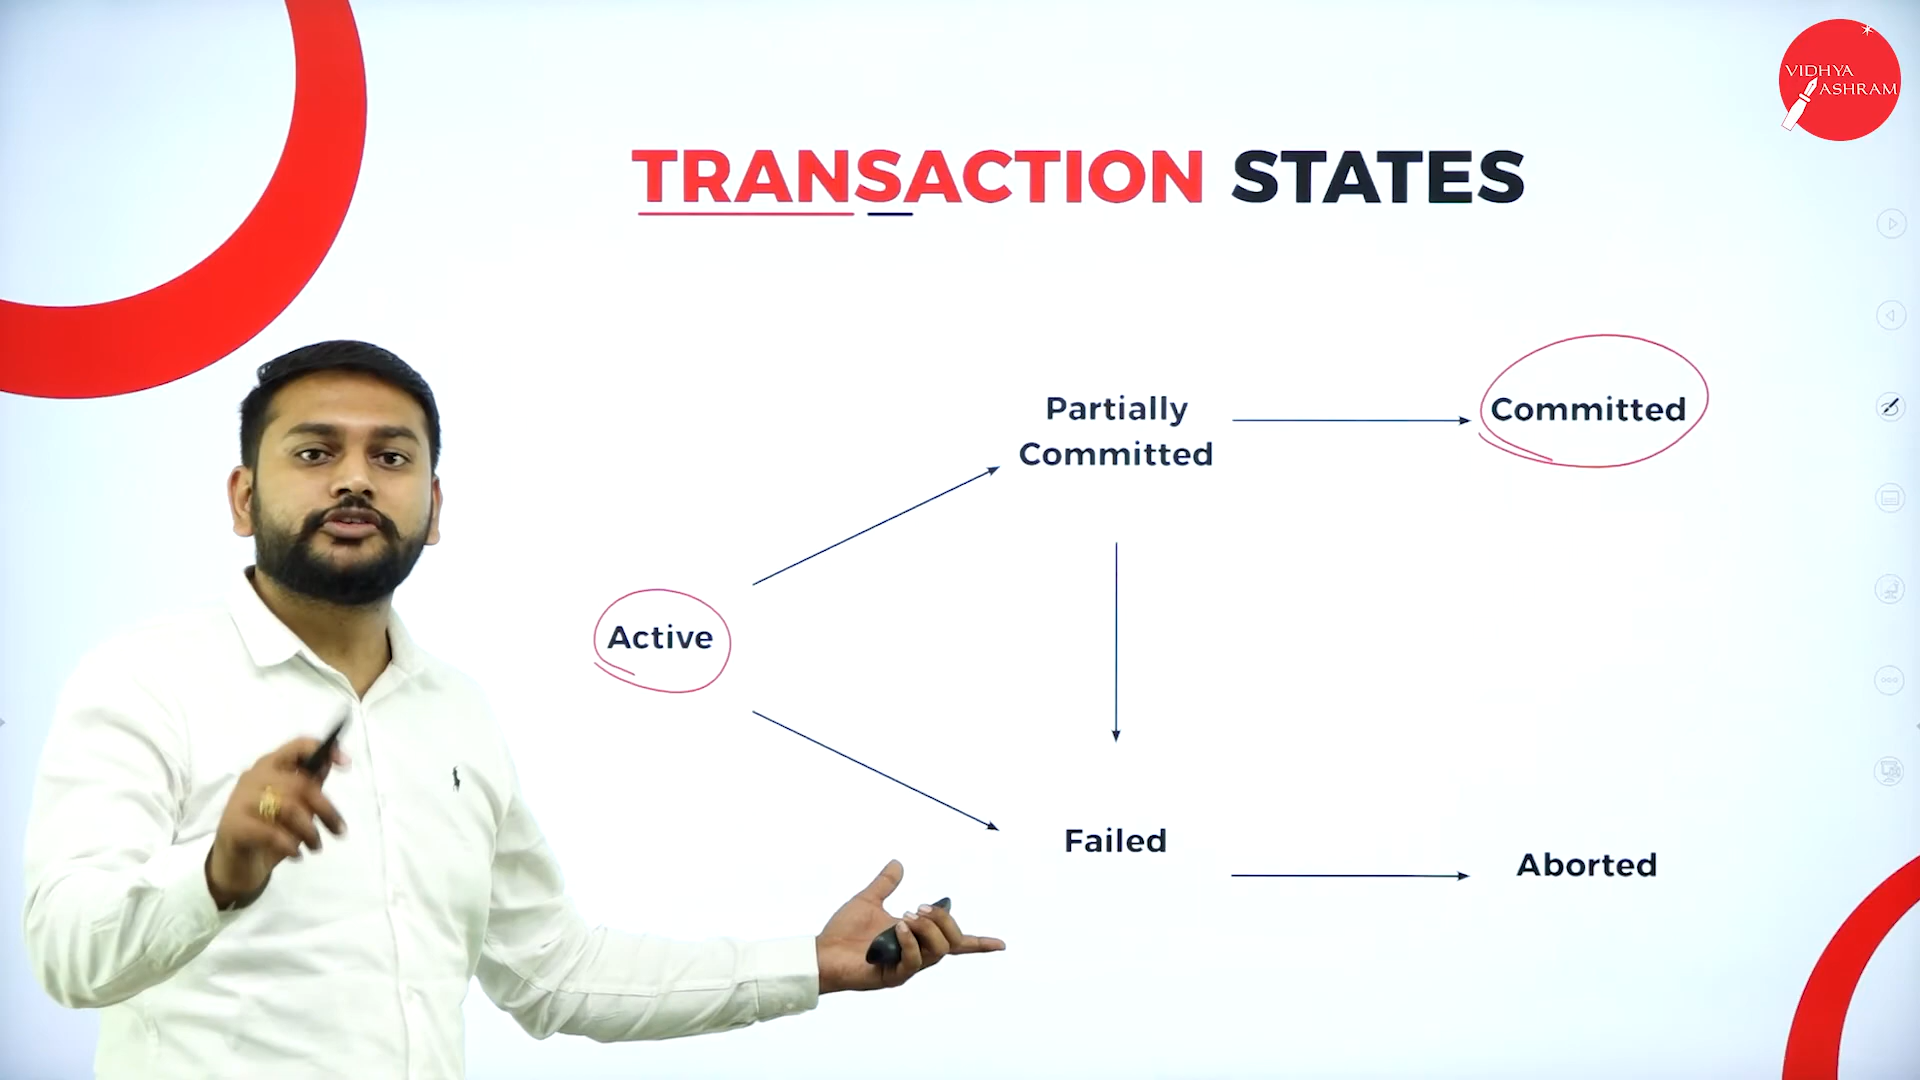 VIDHYA
ASHRAM
TRANSACTION STATES
Partially
Committed
Committed
Active
Failed
Aborted